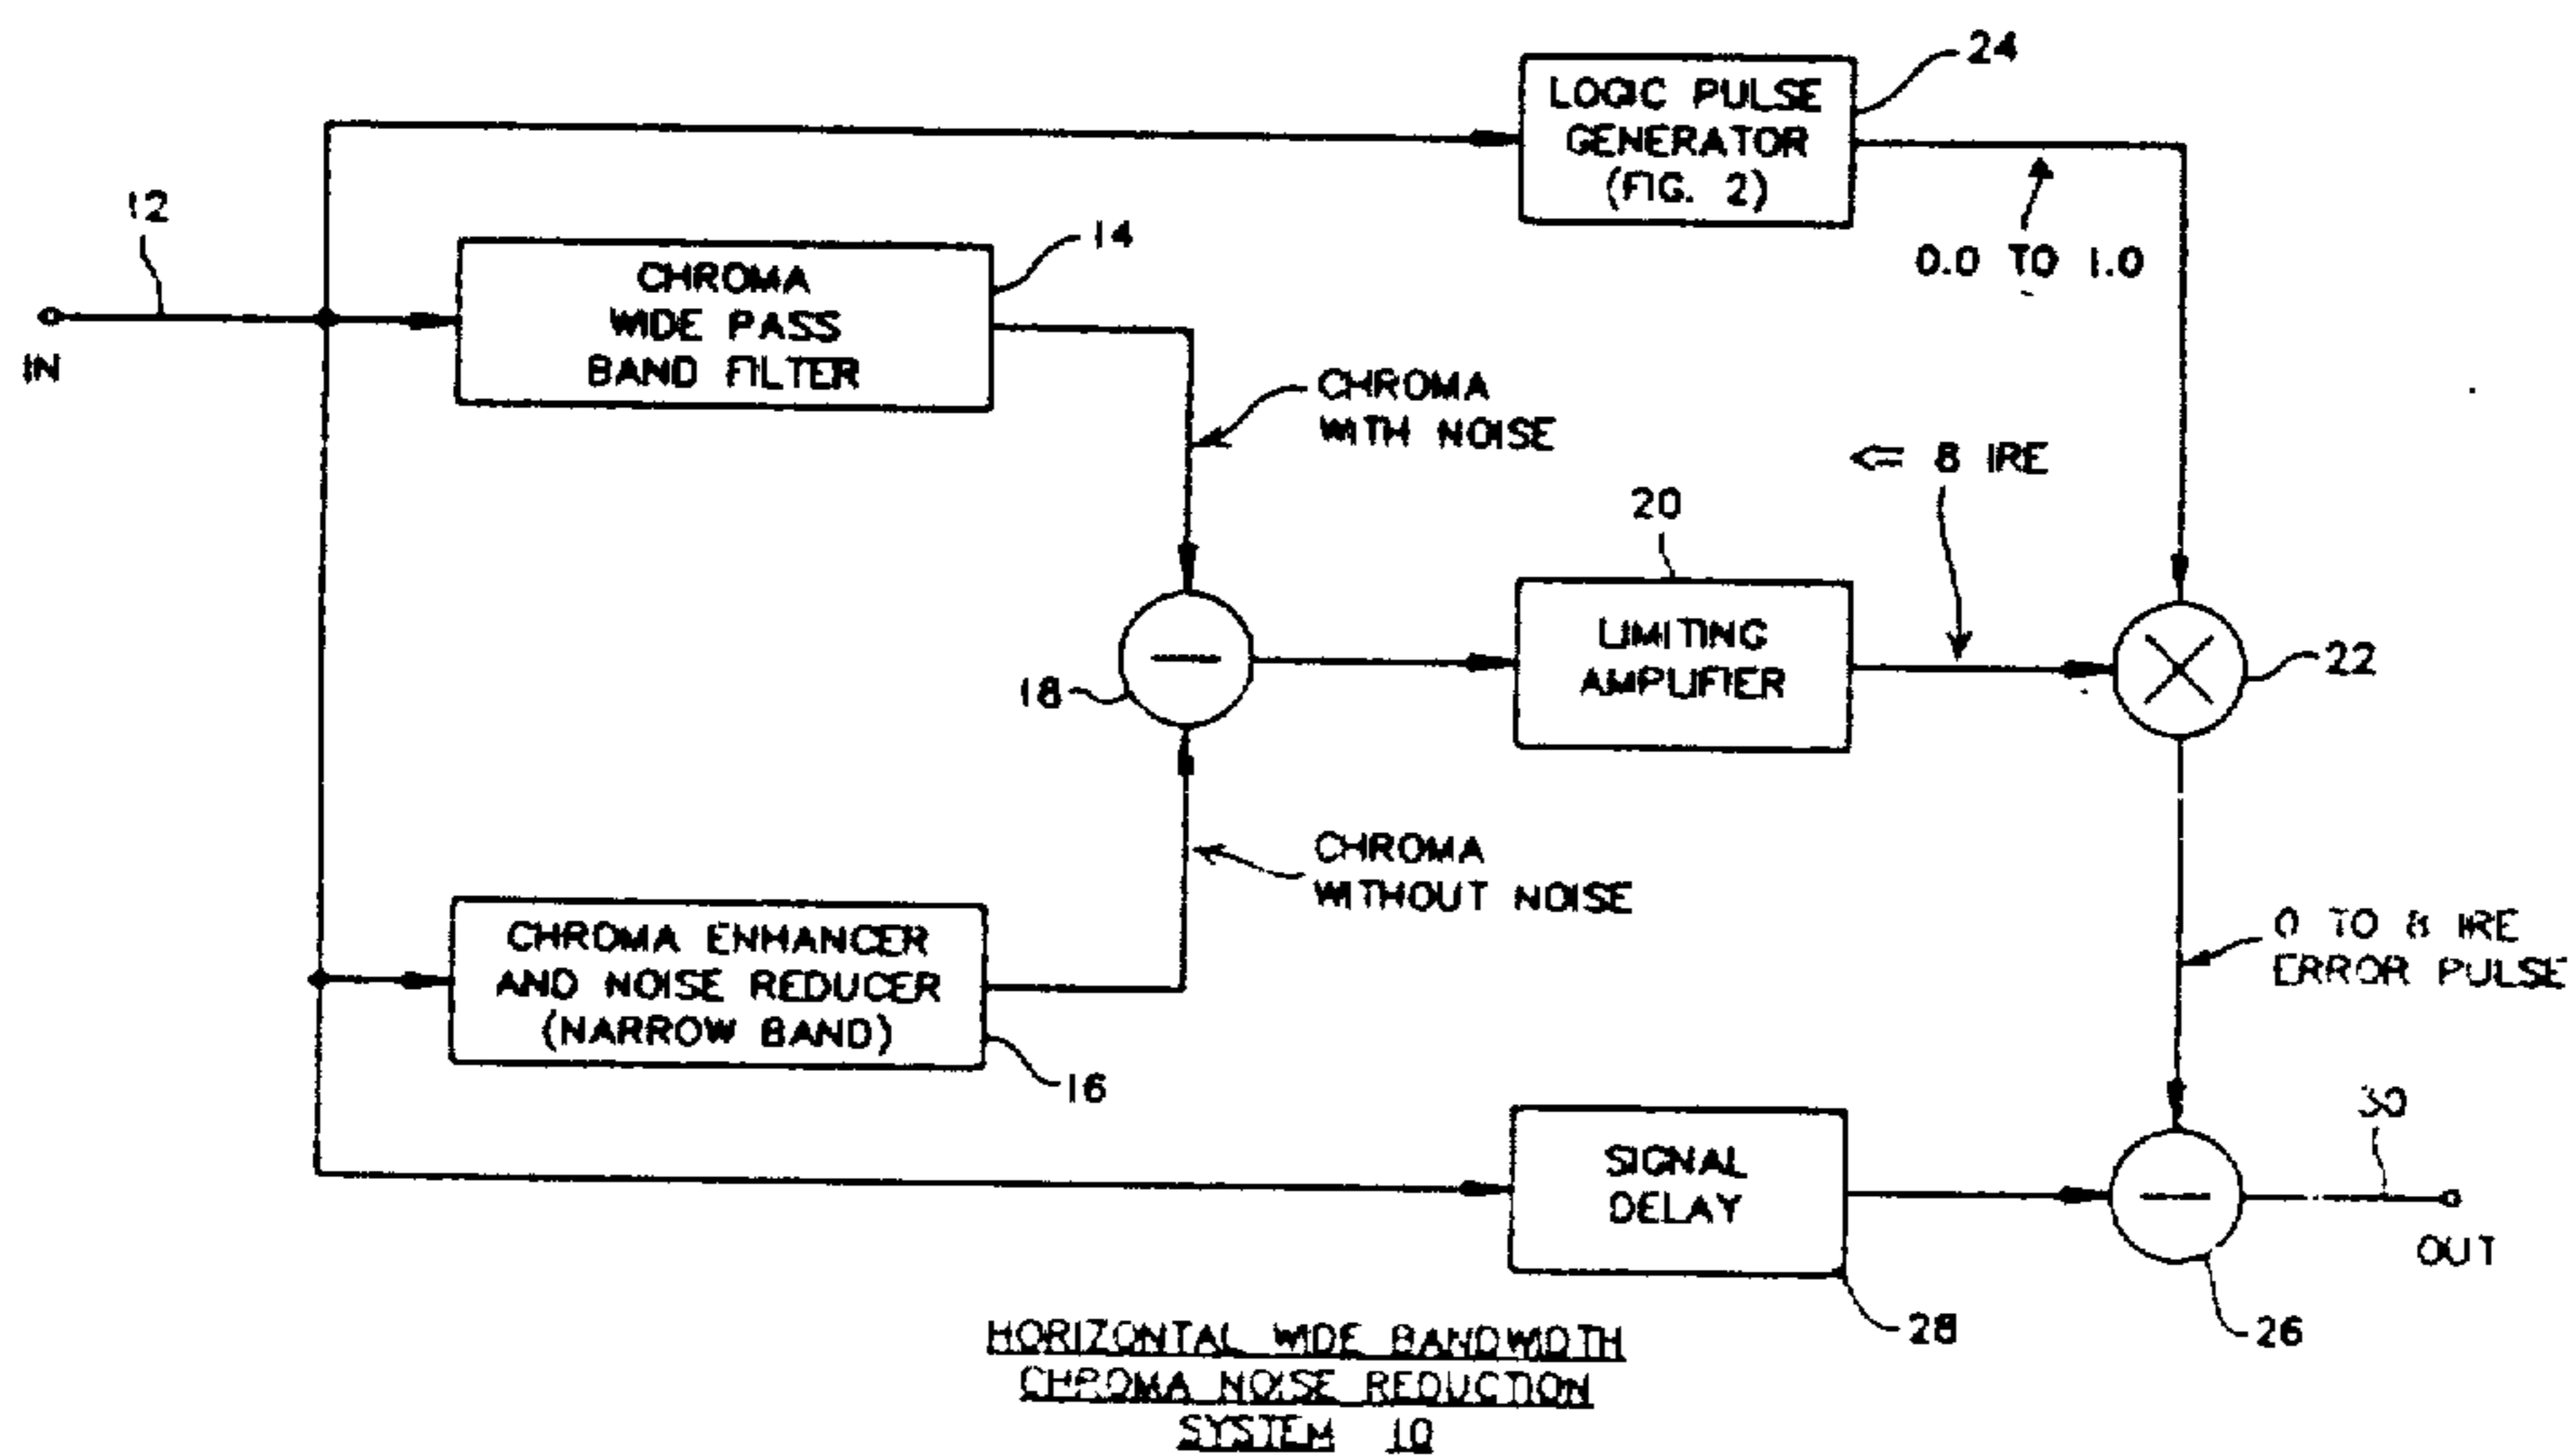 24
LOGIC PULSE
GENERATOR
(FIG. 2)
12
14
CHROMA
WIDE PASS
BAND FILTER
0.0 TO 1.0
IN
CHROMA
WITH NOISE
<= 8 IRE
20
LIMITING
AMPLIFIER
18
22
CHROMA
WITHOUT NOISE
CHROMA ENHANCER
AND NOISE REDUCER
(NARROW BAND)
16
0 TO 8 IRE
ERROR PULSE
30
SIGNAL
DELAY
OUT
28
26
HORIZONTAL WIDE BANDWIDTH
CHROMA NOISE REDUCTION
SYSTEM 10